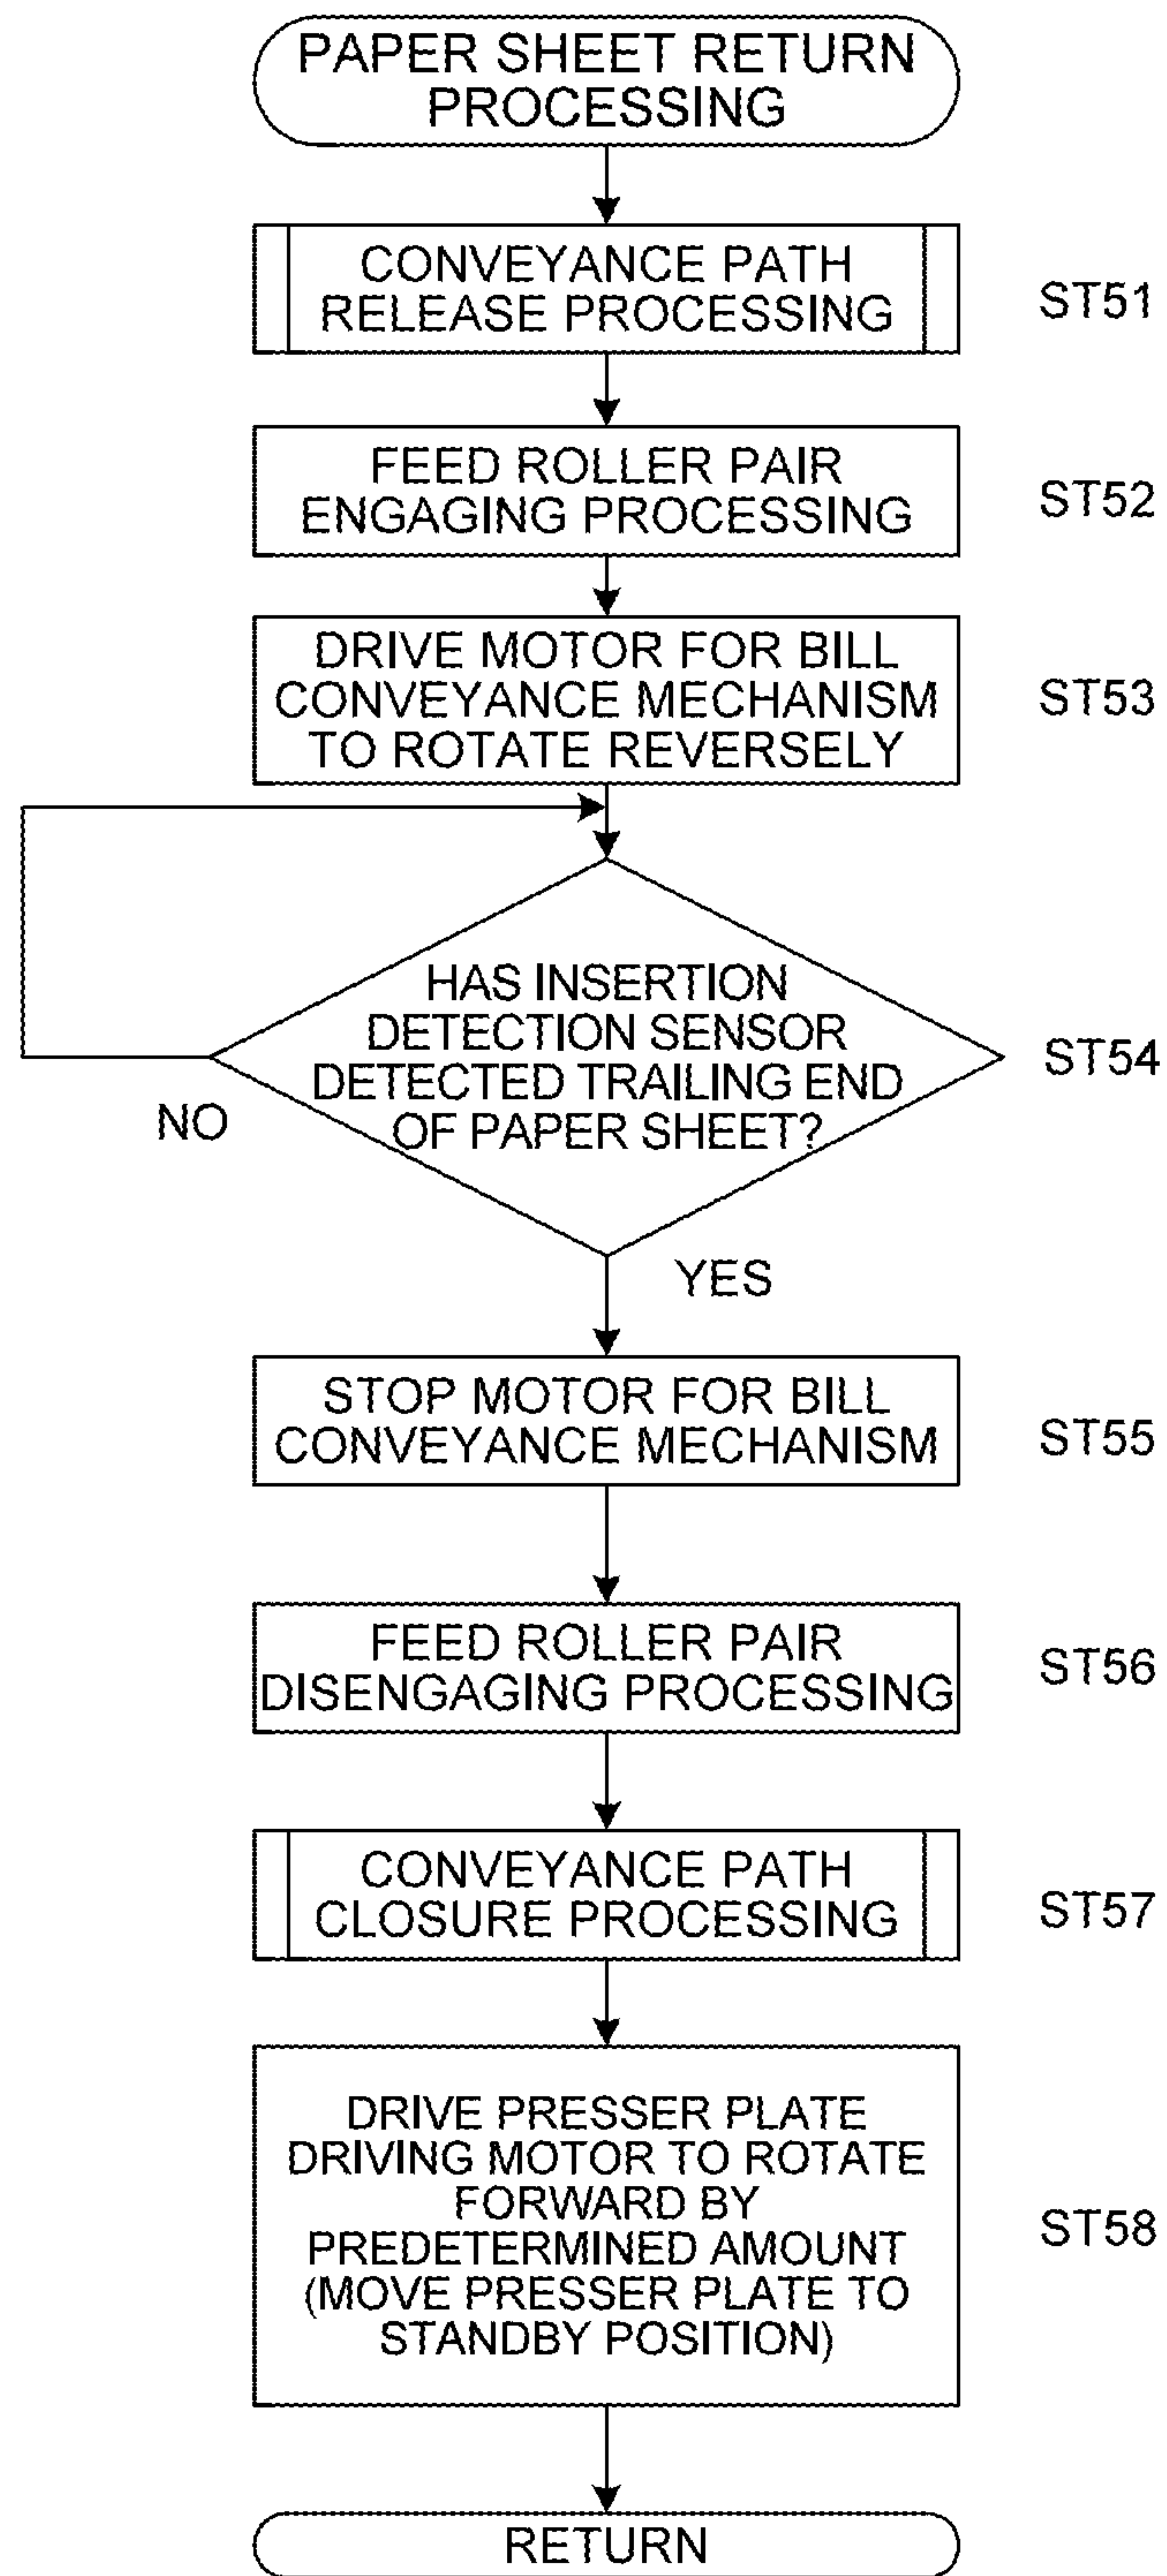 PAPER SHEET RETURN
PROCESSING
CONVEYANCE PATH
RELEASE PROCESSING
ST51
FEED ROLLER PAIR
ENGAGING PROCESSING
ST52
DRIVE MOTOR FOR BILL
CONVEYANCE MECHANISM
TO ROTATE REVERSELY
ST53
HAS INSERTION
DETECTION SENSOR
DETECTED TRAILING END
OF PAPER SHEET?
ST54
NO
YES
STOP MOTOR FOR BILL
CONVEYANCE MECHANISM
ST55
FEED ROLLER PAIR
DISENGAGING PROCESSING
ST56
CONVEYANCE PATH
CLOSURE PROCESSING
ST57
DRIVE PRESSER PLATE
DRIVING MOTOR TO ROTATE
FORWARD BY
PREDETERMINED AMOUNT
(MOVE PRESSER PLATE TO
STANDBY POSITION)
ST58
RETURN